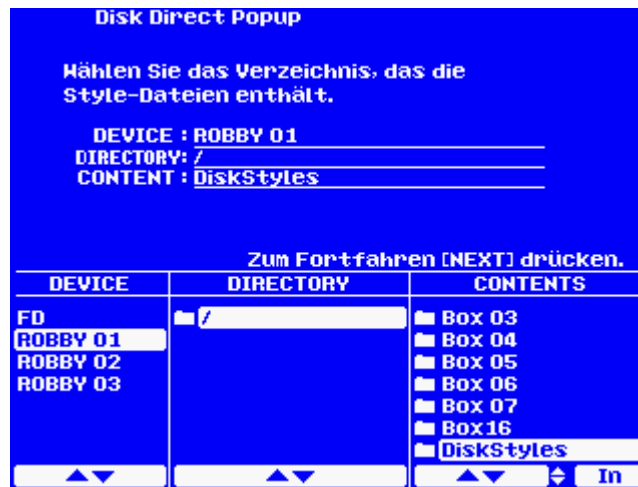 Disk Direct Popup
Wählen Sie das Verzeichnis, das die
Style-Dateien enthält.
DEVICE : ROBBY 01
DIRECTORY: /
CONTENT : DiskStyles
Zum Fortfahren [NEXT] drücken.
DEVICE DIRECTORY CONTENTS
FD / Box 03
ROBBY 01 Box 04
ROBBY 02 Box 05
ROBBY 03 Box 06
Box 07
Box16
DiskStyles
In